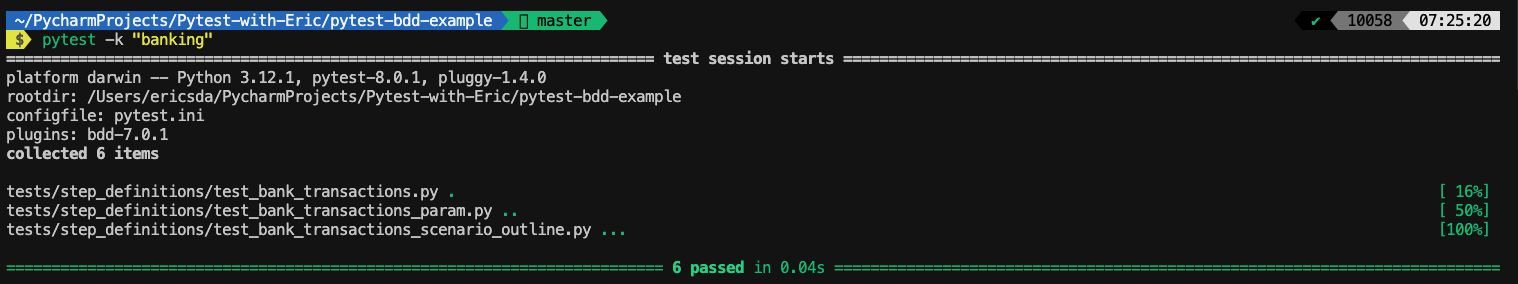 ~/PycharmProjects/Pytest-with-Eric/pytest-bdd-example master ✔ 10058 07:25:20
$ pytest -k "banking"
test session starts
platform darwin -- Python 3.12.1, pytest-8.0.1, pluggy-1.4.0
rootdir: /Users/ericsda/PycharmProjects/Pytest-with-Eric/pytest-bdd-example
configfile: pytest.ini
plugins: bdd-7.0.1
collected 6 items
tests/step_definitions/test_bank_transactions.py . [ 16%]
tests/step_definitions/test_bank_transactions_param.py .. [ 50%]
tests/step_definitions/test_bank_transactions_scenario_outline.py ... [100%]
6 passed in 0.04s